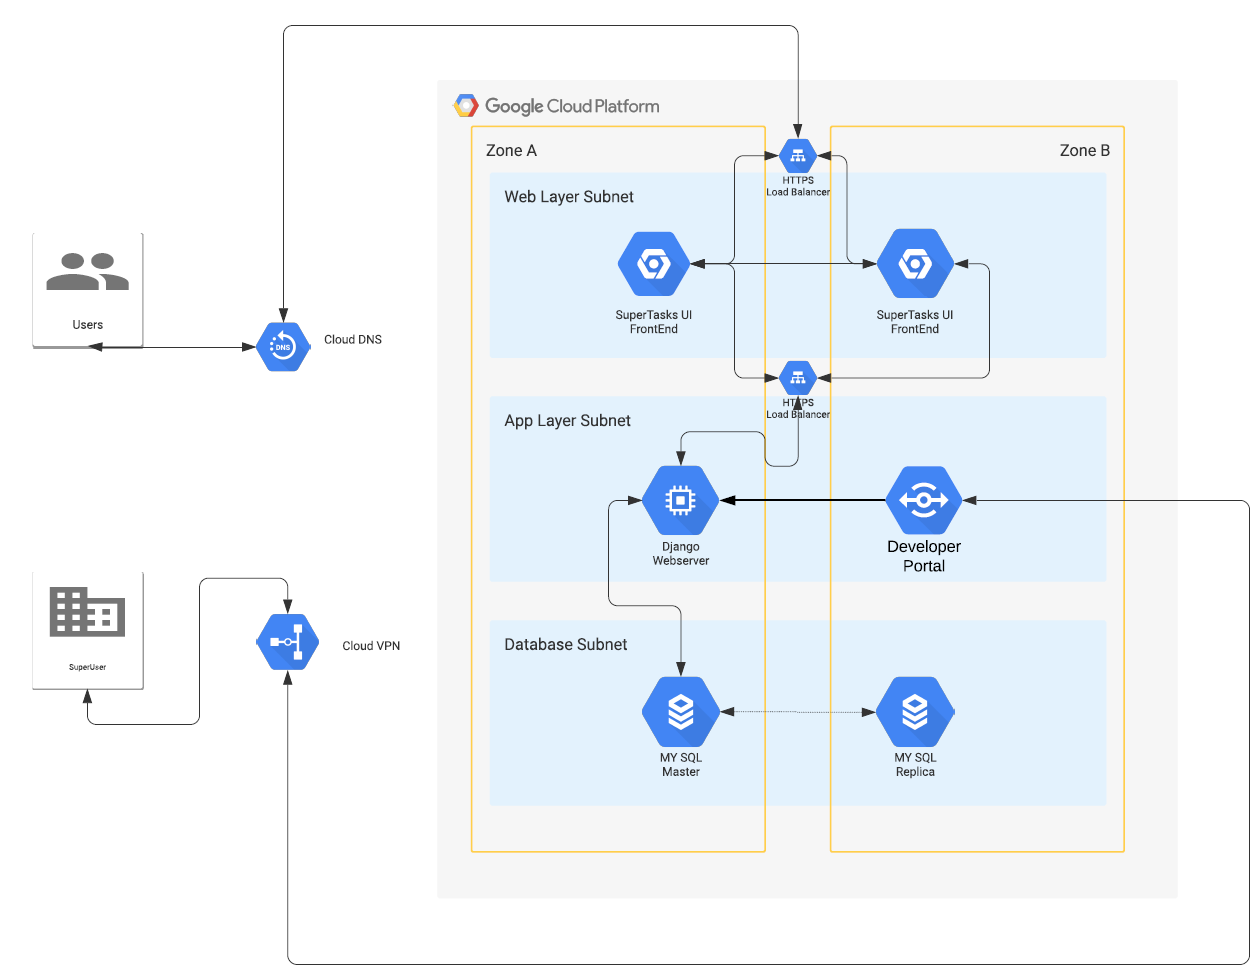 Google Cloud Platform
Zone A
Zone B
HTTPS
Load Balancer
Web Layer Subnet
SuperTasks UI
FrontEnd
SuperTasks UI
FrontEnd
Users
DNS
Cloud DNS
HTTPS
Load Balancer
App Layer Subnet
Django
Webserver
Developer
Portal
SuperUser
Cloud VPN
Database Subnet
MY SQL
Master
MY SQL
Replica